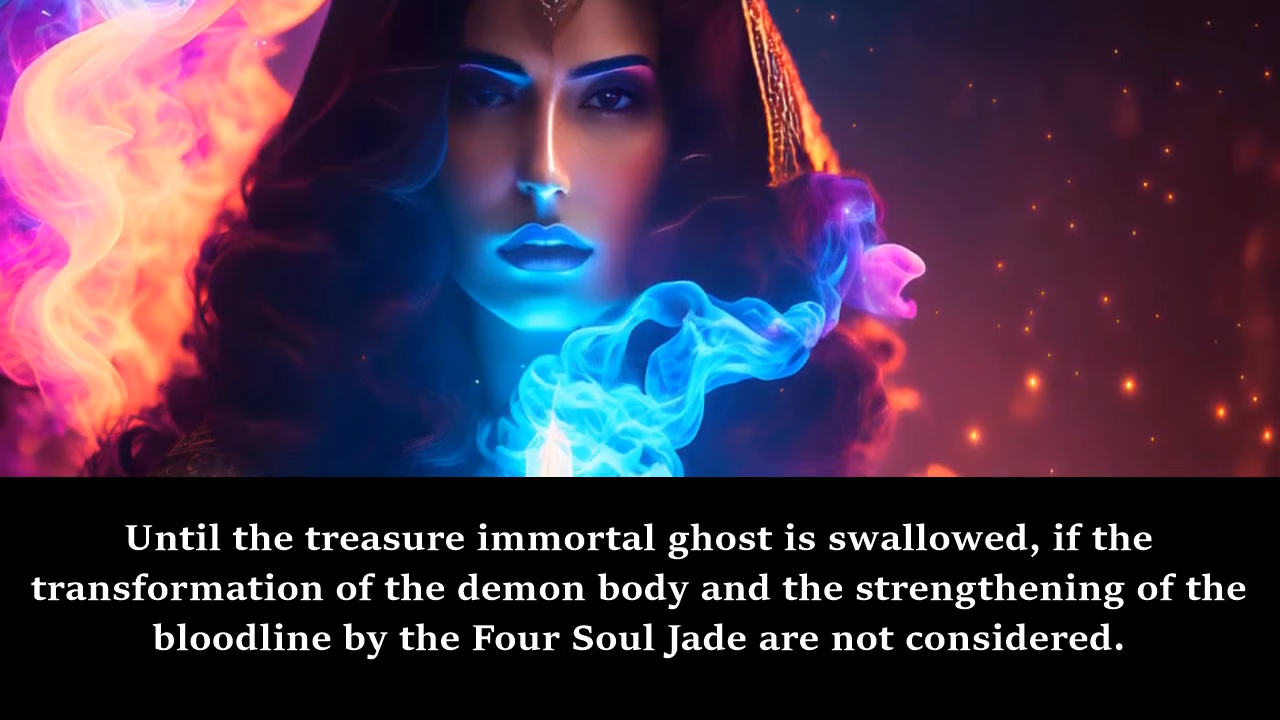 Until the treasure immortal ghost is swallowed, if the
transformation of the demon body and the strengthening of the
bloodline by the Four Soul Jade are not considered.